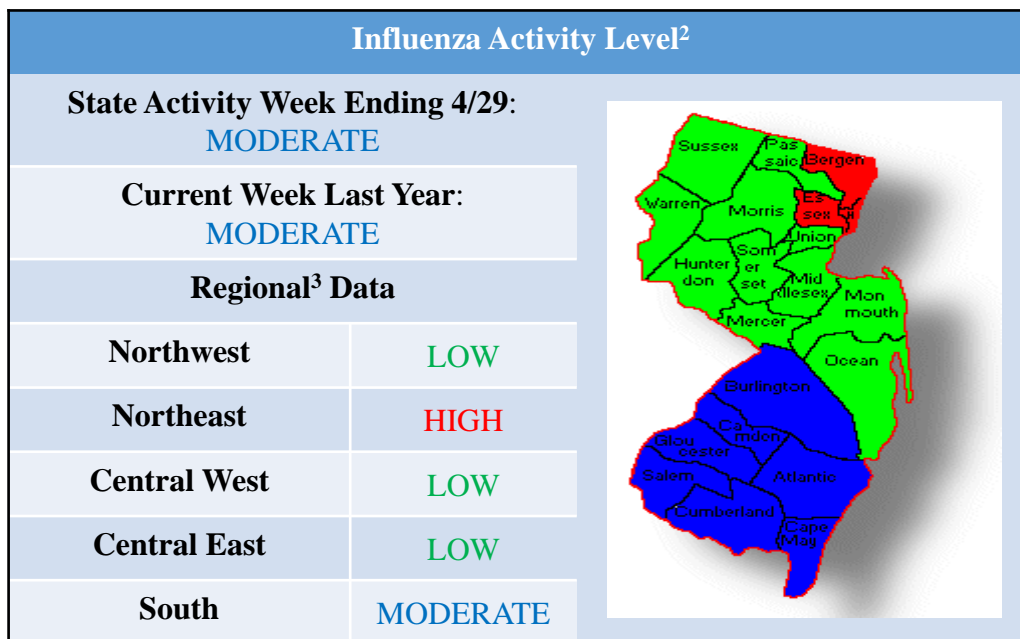 Influenza Activity Level²
State Activity Week Ending 4/29:
MODERATE
Current Week Last Year:
MODERATE
Regional³ Data
Northwest LOW
Northeast HIGH
Central West LOW
Central East LOW
South MODERATE
Sussex
Pas
saic
Bergen
Warren
Morris
Es
sex
Union
Hunter
don
Som
er
set
Mid
dlesex
Mon
mouth
Mercer
Ocean
Burlington
Ca
mden
Glou
cester
Salem
Atlantic
Cumberland
Cape
May